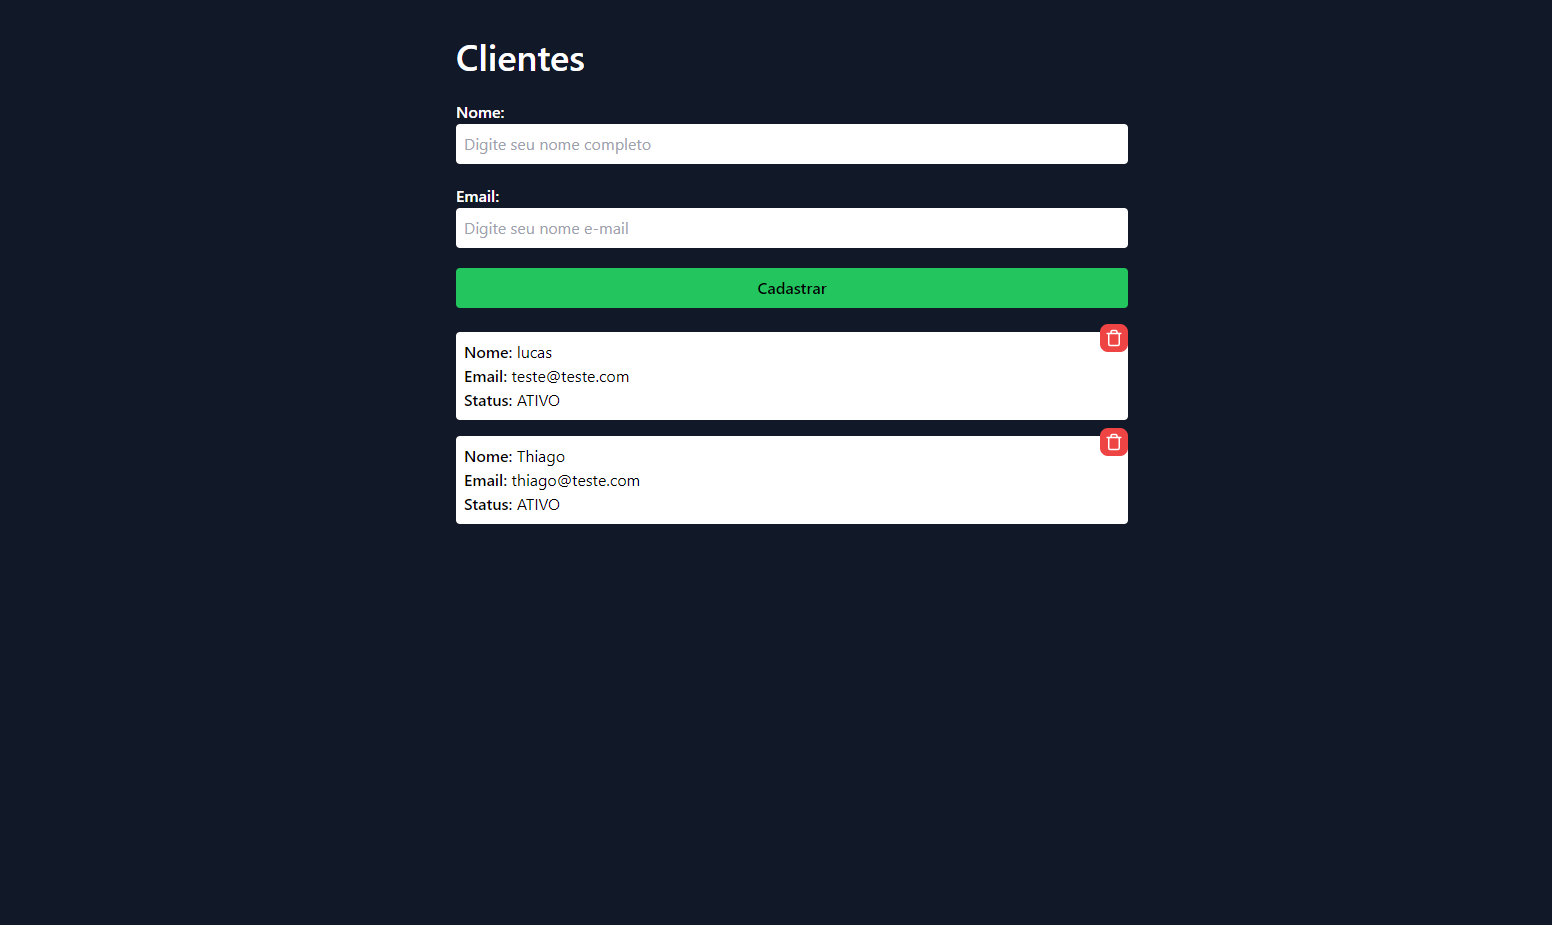 Clientes
Nome:
Digite seu nome completo
Email:
Digite seu nome e-mail
Cadastrar
Nome: lucas
Email: teste@teste.com
Status: ATIVO
Nome: Thiago
Email: thiago@teste.com
Status: ATIVO